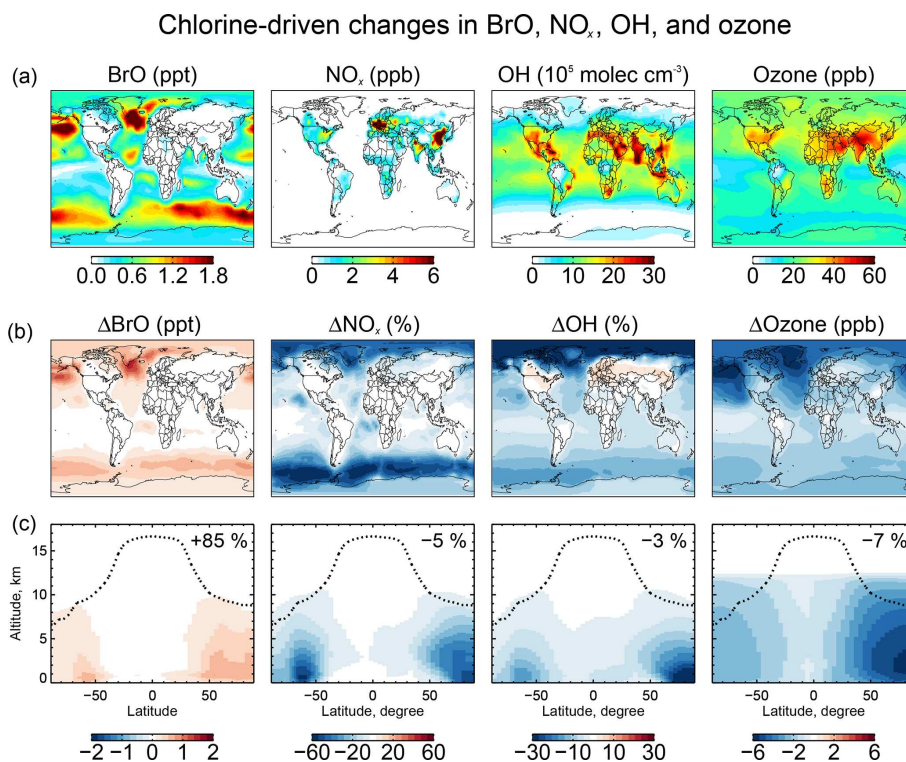 Chlorine-driven changes in BrO, NOₓ, OH, and ozone
(a) BrO (ppt) NOₓ (ppb) OH (10⁵ molec cm⁻³) Ozone (ppb)
0.0 0.6 1.2 1.8 0 2 4 6 0 10 20 30 0 20 40 60
(b) ΔBrO (ppt) ΔNOₓ (%) ΔOH (%) ΔOzone (ppb)
(c) +85 % −5 % −3 % −7 %
15
10
5
0
Altitude, km
−50 0 50 −50 0 50 −50 0 50 −50 0 50
Latitude Latitude, degree Latitude, degree Latitude, degree
−2 −1 0 1 2 −60 −20 20 60 −30 −10 10 30 −6 −2 2 6